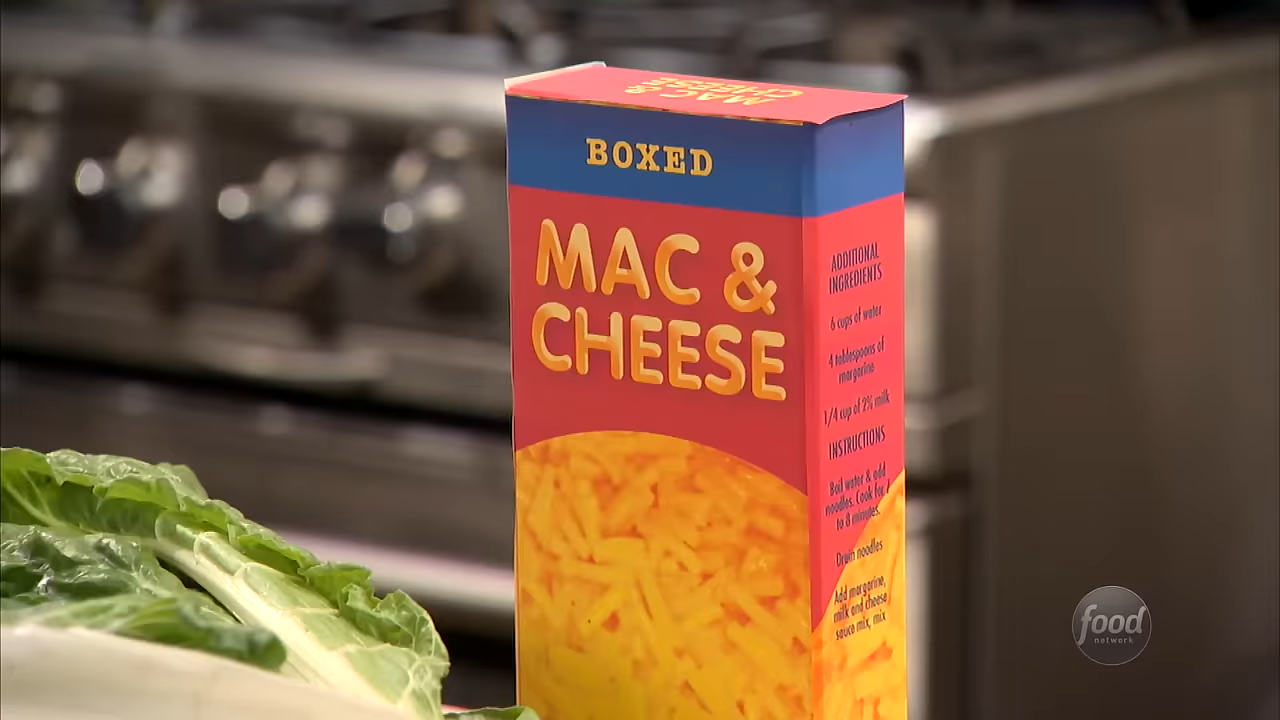 MAC &
CHEESE
BOXED
MAC &
CHEESE
ADDITIONAL
INGREDIENTS
6 cups of water
4 tablespoons of
margarine
1/4 cup of 2% milk
INSTRUCTIONS
Boil water & add
noodles. Cook for 7
to 8 minutes.
Drain noodles
Add margarine,
milk and cheese
sauce mix, mix
food
network